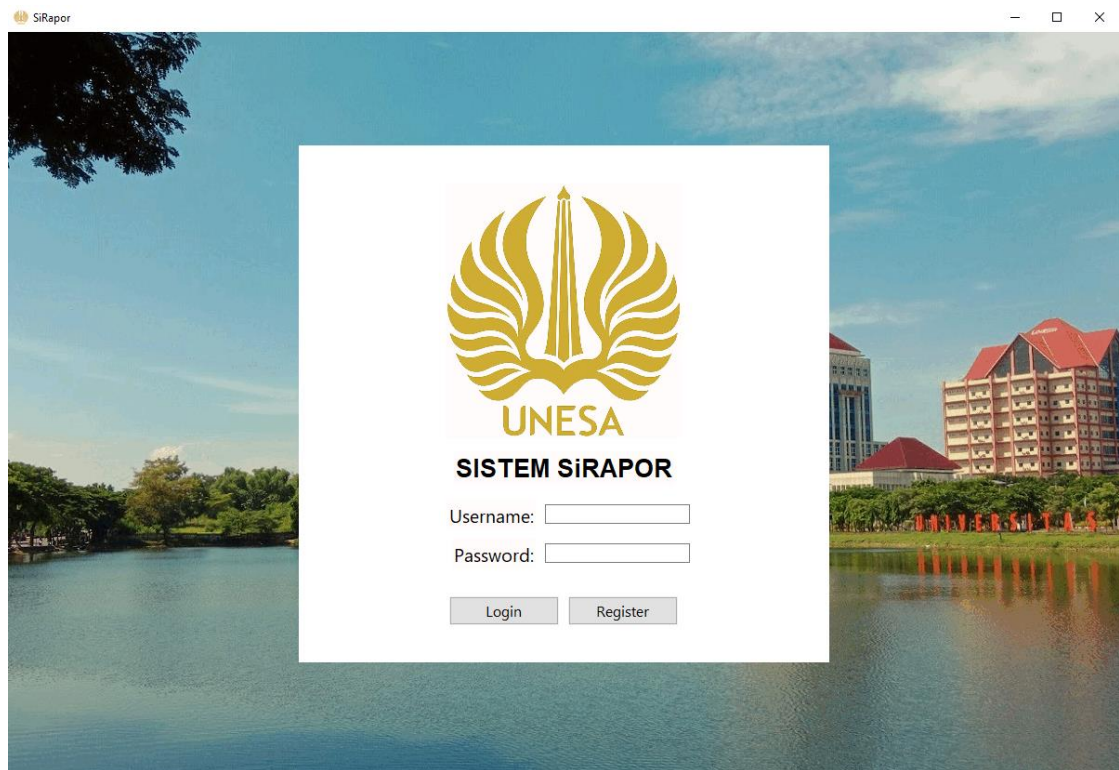 SiRapor
UNESA
SISTEM SiRAPOR
Username:
Password:
Login Register